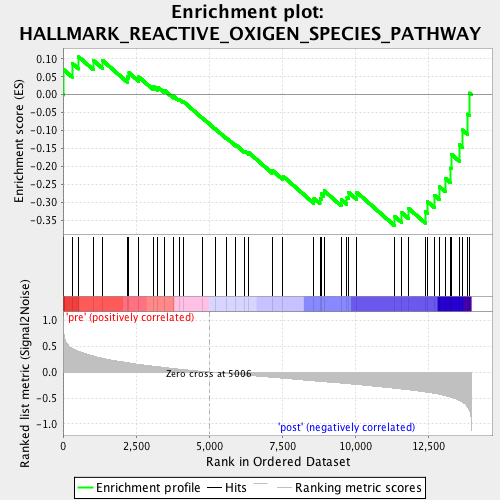 Enrichment plot:
HALLMARK_REACTIVE_OXIGEN_SPECIES_PATHWAY
Enrichment score (ES)
0.10
0.05
0.00
-0.05
-0.10
-0.15
-0.20
-0.25
-0.30
-0.35
Ranked list metric (Signal2Noise)
1.0
0.5
0.0
-0.5
-1.0
'pre' (positively correlated)
Zero cross at 5006
'post' (negatively correlated)
0
2,500
5,000
7,500
10,000
12,500
Rank in Ordered Dataset
Enrichment profile
Hits
Ranking metric scores